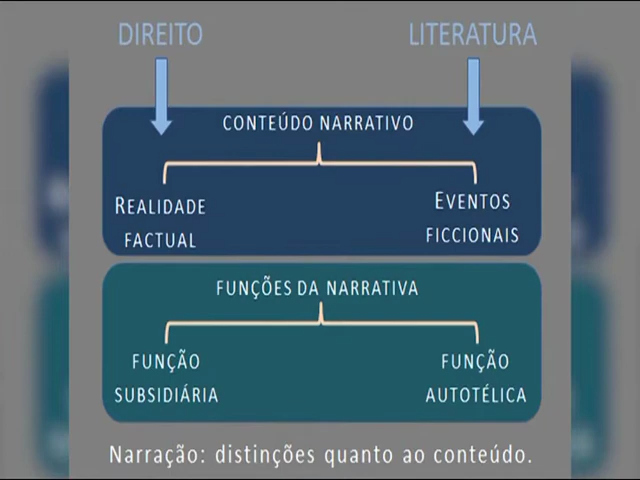 DIREITO LITERATURA
CONTEÚDO NARRATIVO
REALIDADE FACTUAL
EVENTOS FICCIONAIS
FUNÇÕES DA NARRATIVA
FUNÇÃO SUBSIDIÁRIA
FUNÇÃO AUTOTÉLICA
Narração: distinções quanto ao conteúdo.